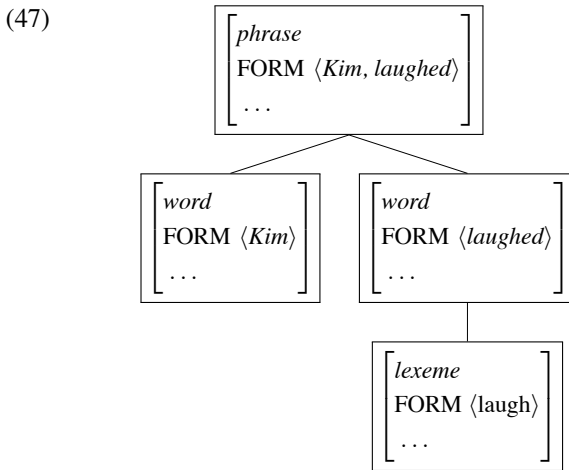 (47)
phrase
FORM ⟨Kim, laughed⟩
...
word
FORM ⟨Kim⟩
...
word
FORM ⟨laughed⟩
...
lexeme
FORM ⟨laugh⟩
...